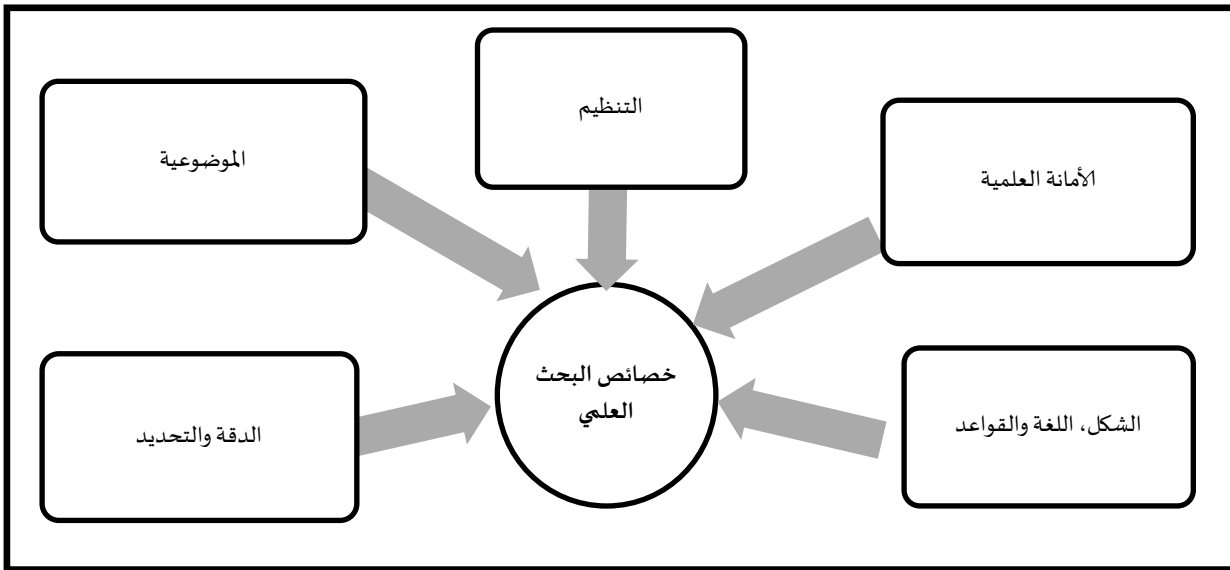 التنظيم
الموضوعية
الأمانة العلمية
خصائص البحث
العلمي
الشكل، اللغة والقواعد
الدقة والتحديد